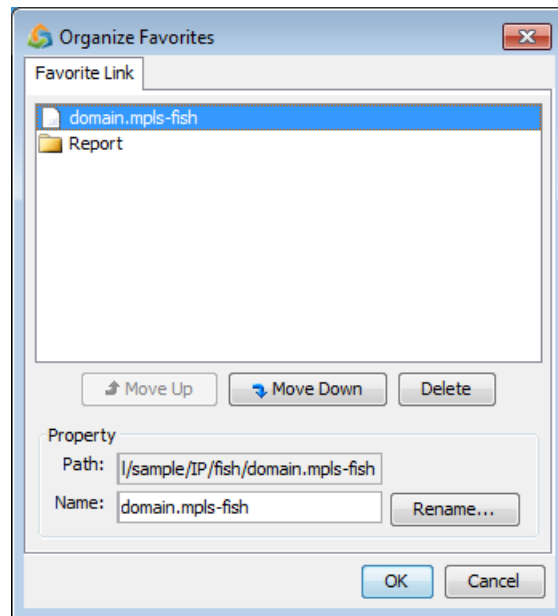 Organize Favorites
Favorite Link
domain.mpls-fish
Report
Move Up Move Down Delete
Property
Path: l/sample/IP/fish/domain.mpls-fish
Name: domain.mpls-fish Rename...
OK Cancel